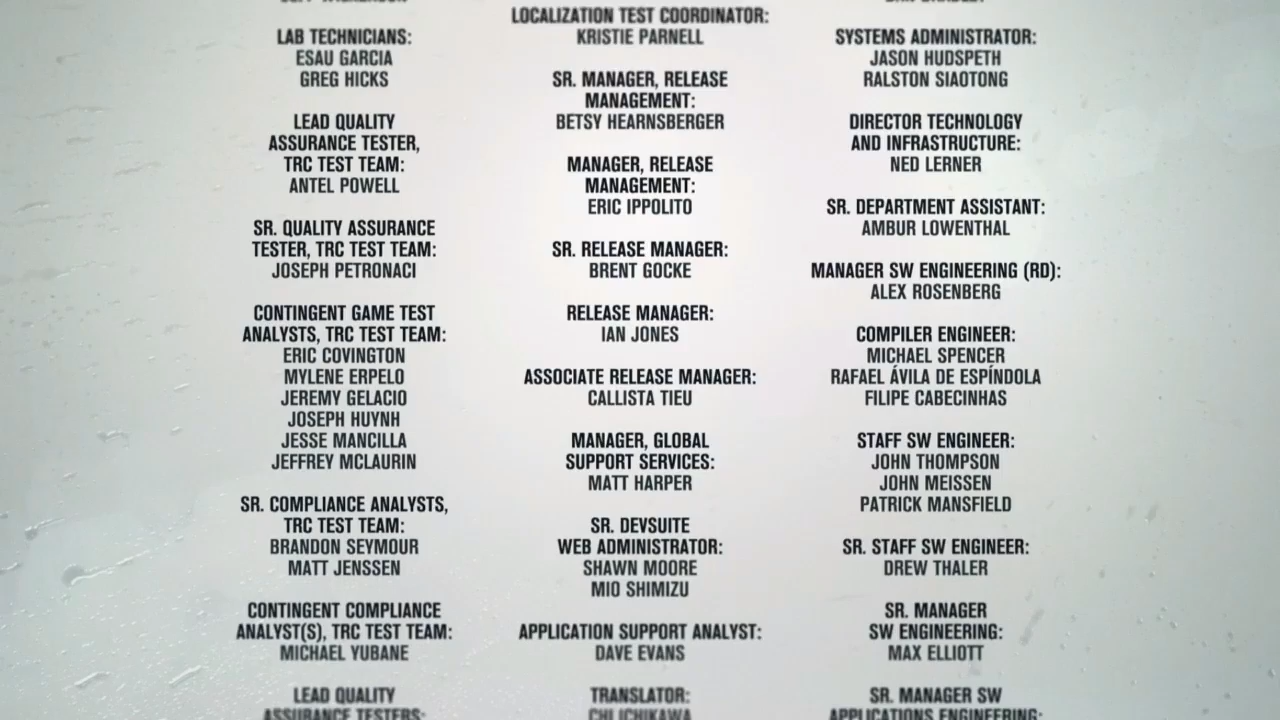 LAB TECHNICIANS:
ESAU GARCIA
GREG HICKS
LEAD QUALITY
ASSURANCE TESTER,
TRC TEST TEAM:
ANTEL POWELL
SR. QUALITY ASSURANCE
TESTER, TRC TEST TEAM:
JOSEPH PETRONACI
CONTINGENT GAME TEST
ANALYSTS, TRC TEST TEAM:
ERIC COVINGTON
MYLENE ERPELO
JEREMY GELACIO
JOSEPH HUYNH
JESSE MANCILLA
JEFFREY MCLAURIN
SR. COMPLIANCE ANALYSTS,
TRC TEST TEAM:
BRANDON SEYMOUR
MATT JENSSEN
CONTINGENT COMPLIANCE
ANALYST(S), TRC TEST TEAM:
MICHAEL YUBANE
LEAD QUALITY
ASSURANCE TESTERS:
LOCALIZATION TEST COORDINATOR:
KRISTIE PARNELL
SR. MANAGER, RELEASE
MANAGEMENT:
BETSY HEARNSBERGER
MANAGER, RELEASE
MANAGEMENT:
ERIC IPPOLITO
SR. RELEASE MANAGER:
BRENT GOCKE
RELEASE MANAGER:
IAN JONES
ASSOCIATE RELEASE MANAGER:
CALLISTA TIEU
MANAGER, GLOBAL
SUPPORT SERVICES:
MATT HARPER
SR. DEVSUITE
WEB ADMINISTRATOR:
SHAWN MOORE
MIO SHIMIZU
APPLICATION SUPPORT ANALYST:
DAVE EVANS
TRANSLATOR:
CHI ICHIKAWA
SYSTEMS ADMINISTRATOR:
JASON HUDSPETH
RALSTON SIAOTONG
DIRECTOR TECHNOLOGY
AND INFRASTRUCTURE:
NED LERNER
SR. DEPARTMENT ASSISTANT:
AMBUR LOWENTHAL
MANAGER SW ENGINEERING (RD):
ALEX ROSENBERG
COMPILER ENGINEER:
MICHAEL SPENCER
RAFAEL ÁVILA DE ESPÍNDOLA
FILIPE CABECINHAS
STAFF SW ENGINEER:
JOHN THOMPSON
JOHN MEISSEN
PATRICK MANSFIELD
SR. STAFF SW ENGINEER:
DREW THALER
SR. MANAGER
SW ENGINEERING:
MAX ELLIOTT
SR. MANAGER SW
APPLICATIONS ENGINEERING: